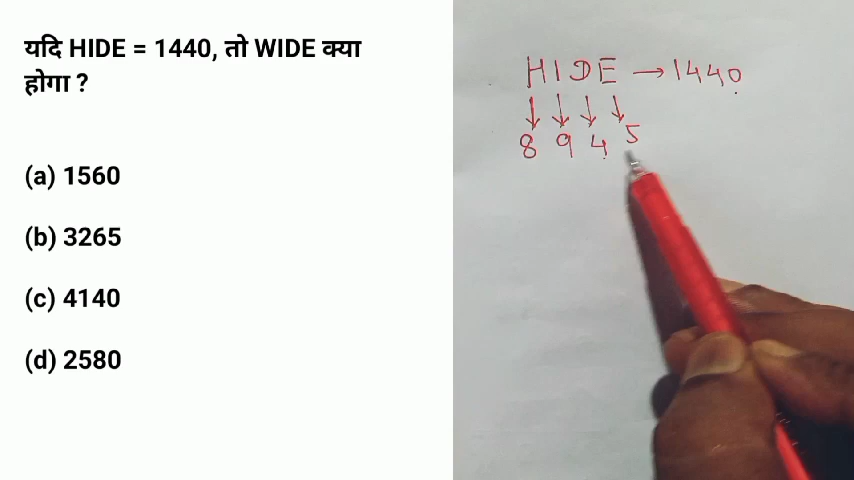 यदि HIDE = 1440, तो WIDE क्या
होगा ?
(a) 1560
(b) 3265
(c) 4140
(d) 2580
HIDE → 1440
↓ ↓ ↓ ↓
8 9 4 5